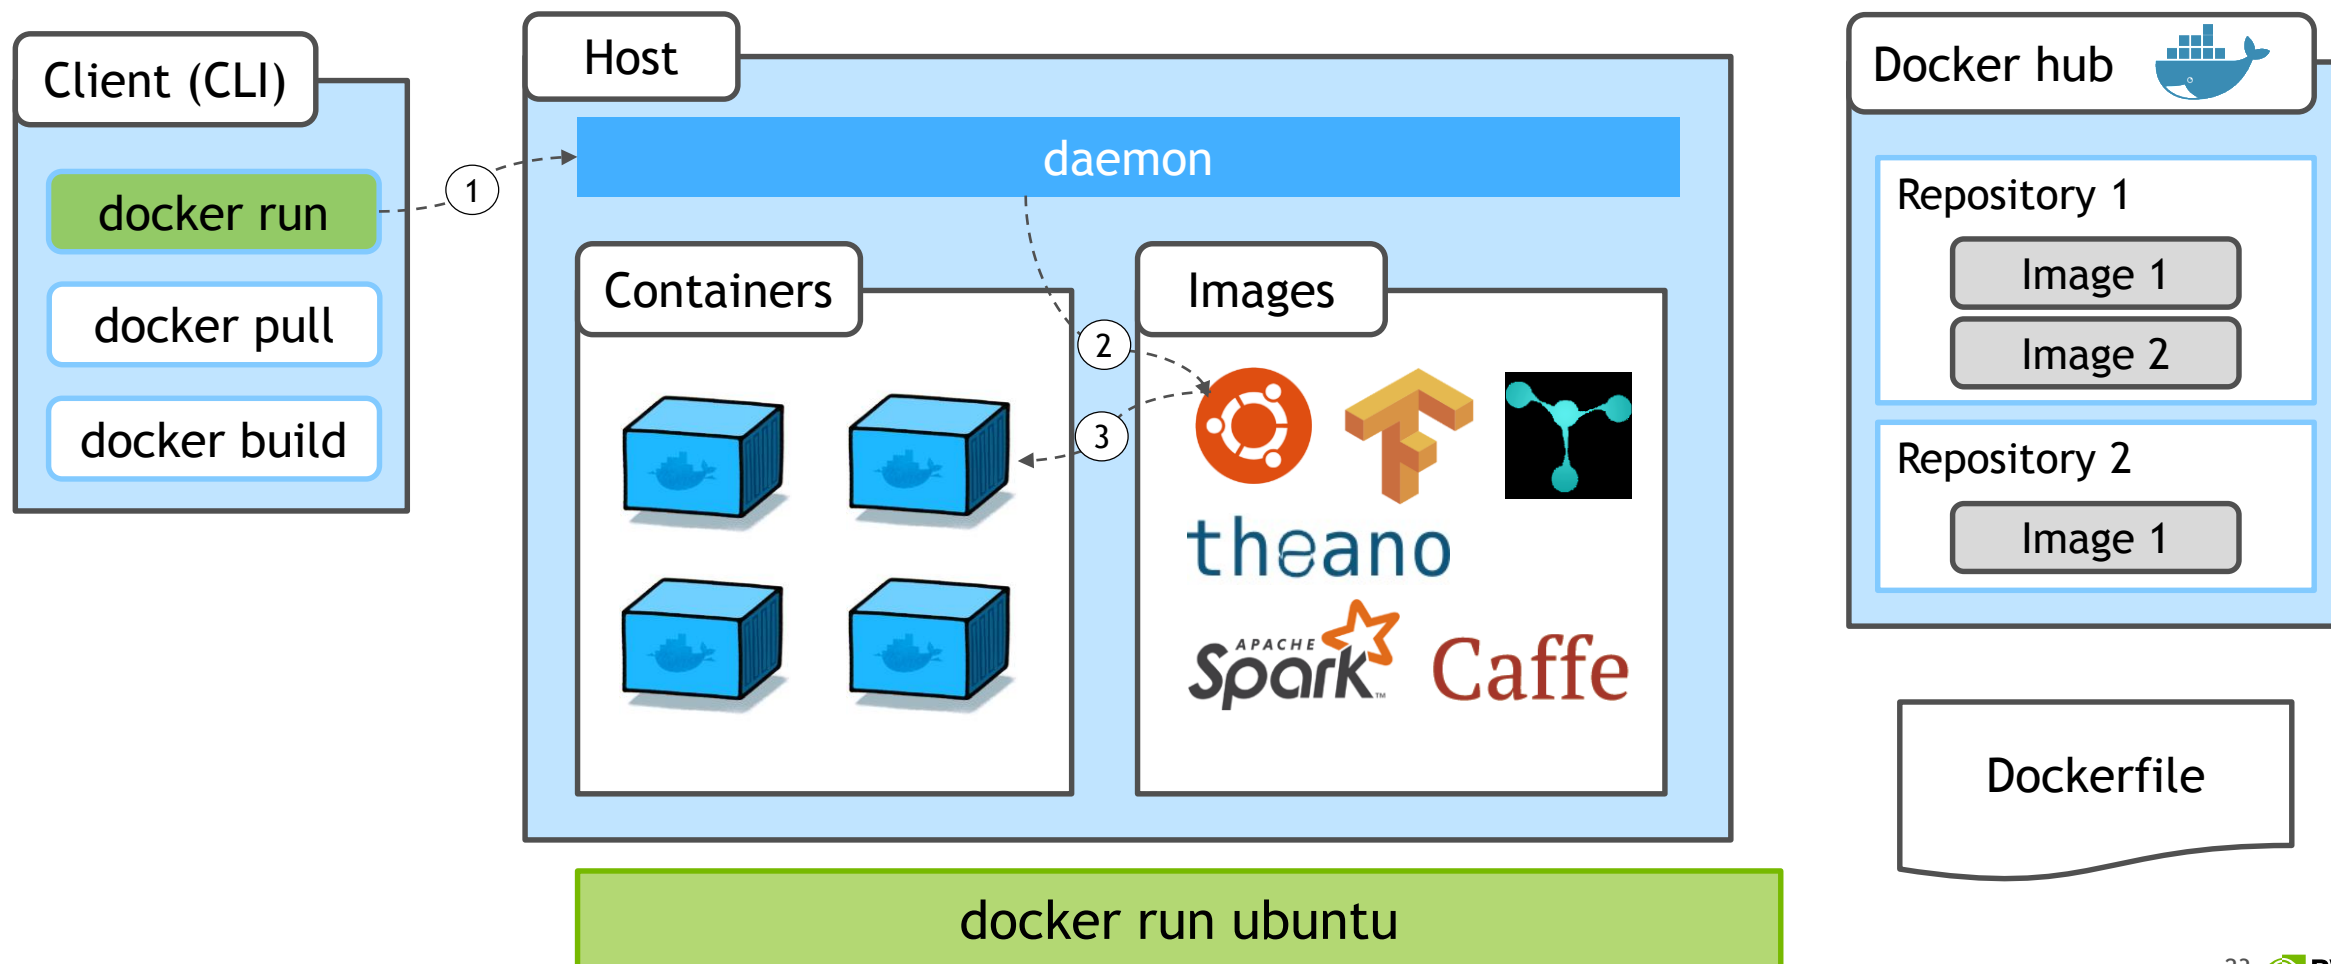 Client (CLI)
docker run
docker pull
docker build
1
Host
daemon
Containers
Images
2
3
theano
APACHE
Spark™
Caffe
docker run ubuntu
Docker hub
Repository 1
Image 1
Image 2
Repository 2
Image 1
Dockerfile